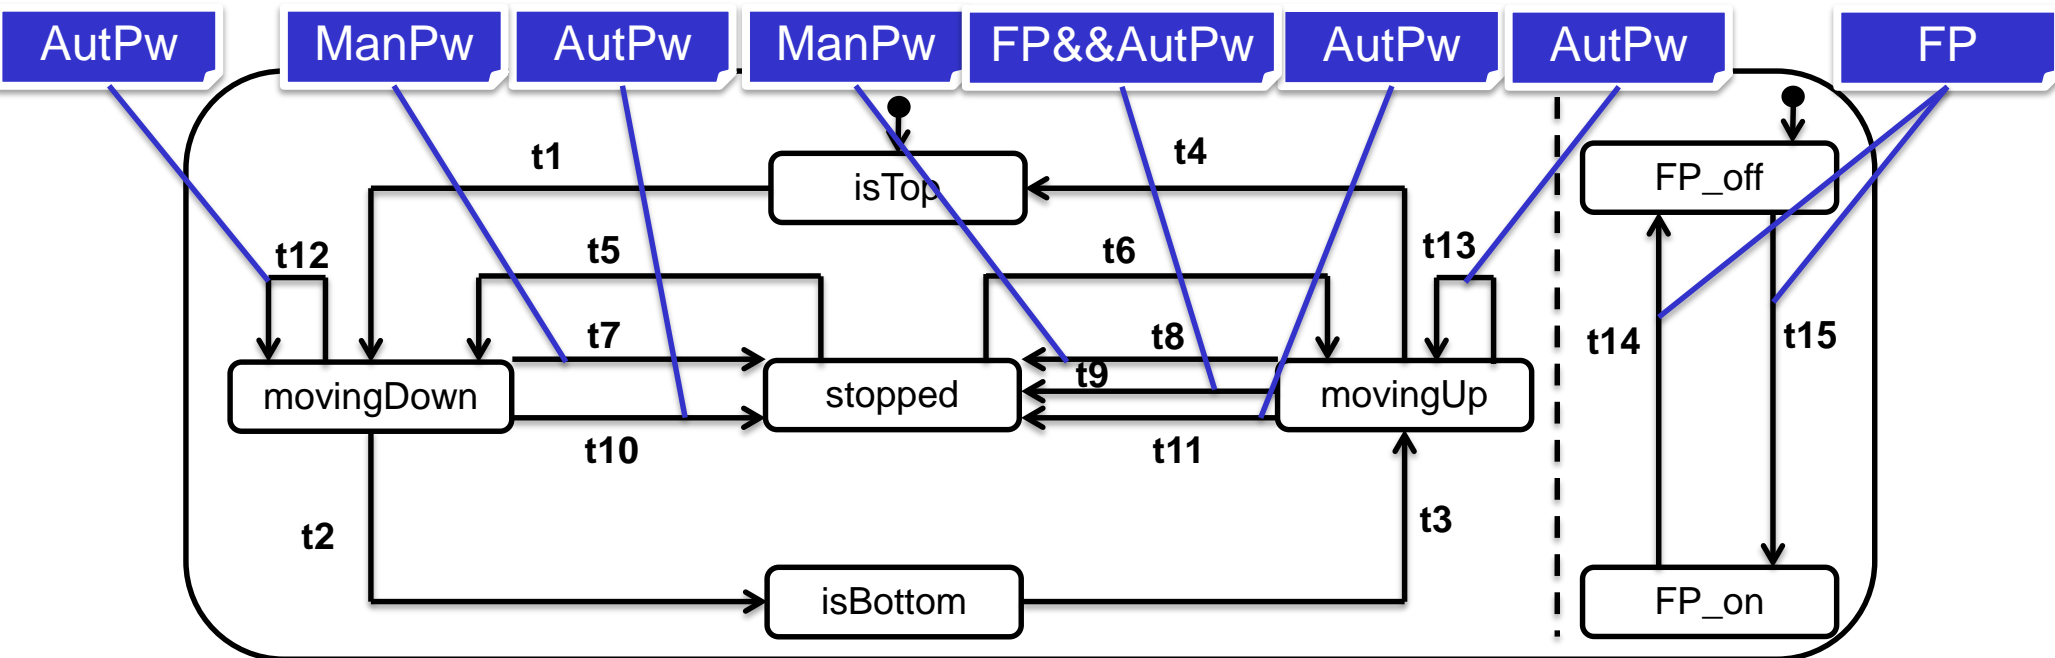 AutPw
ManPw
AutPw
ManPw
FP&&AutPw
AutPw
AutPw
FP
t1
isTop
t4
FP_off
t12
t5
t6
t13
t7
t8
t14
t15
t9
movingDown
stopped
movingUp
t10
t11
t2
t3
isBottom
FP_on